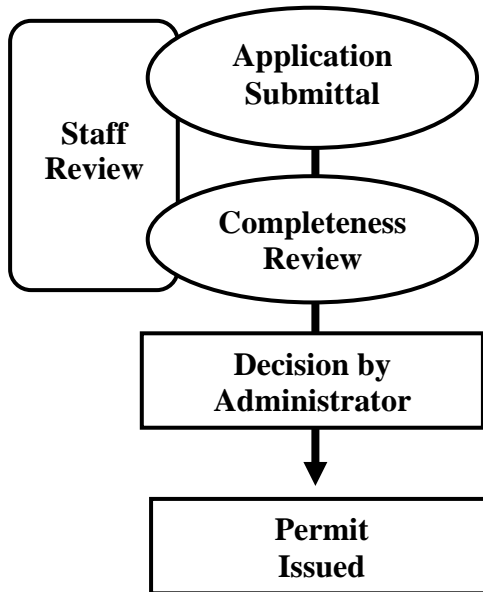 Application
Submittal
Staff
Review
Completeness
Review
Decision by
Administrator
Permit
Issued